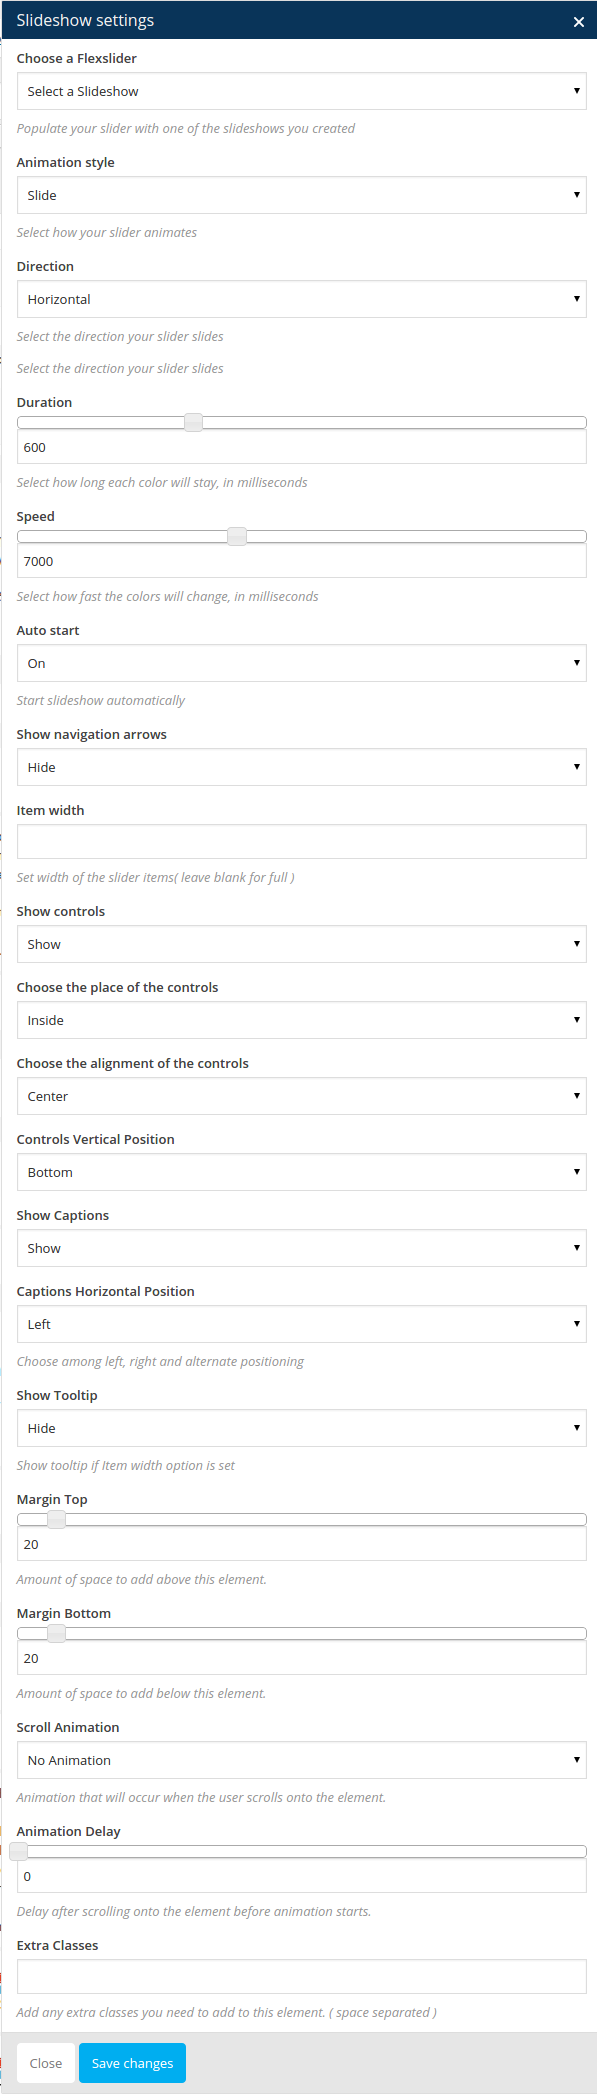 Slideshow settings
Choose a Flexslider
Select a Slideshow
Populate your slider with one of the slideshows you created
Animation style
Slide
Select how your slider animates
Direction
Horizontal
Select the direction your slider slides
Select the direction your slider slides
Duration
600
Select how long each color will stay, in milliseconds
Speed
7000
Select how fast the colors will change, in milliseconds
Auto start
On
Start slideshow automatically
Show navigation arrows
Hide
Item width
Set width of the slider items( leave blank for full )
Show controls
Show
Choose the place of the controls
Inside
Choose the alignment of the controls
Center
Controls Vertical Position
Bottom
Show Captions
Show
Captions Horizontal Position
Left
Choose among left, right and alternate positioning
Show Tooltip
Hide
Show tooltip if Item width option is set
Margin Top
20
Amount of space to add above this element.
Margin Bottom
20
Amount of space to add below this element.
Scroll Animation
No Animation
Animation that will occur when the user scrolls onto the element.
Animation Delay
0
Delay after scrolling onto the element before animation starts.
Extra Classes
Add any extra classes you need to add to this element. ( space separated )
Close Save changes